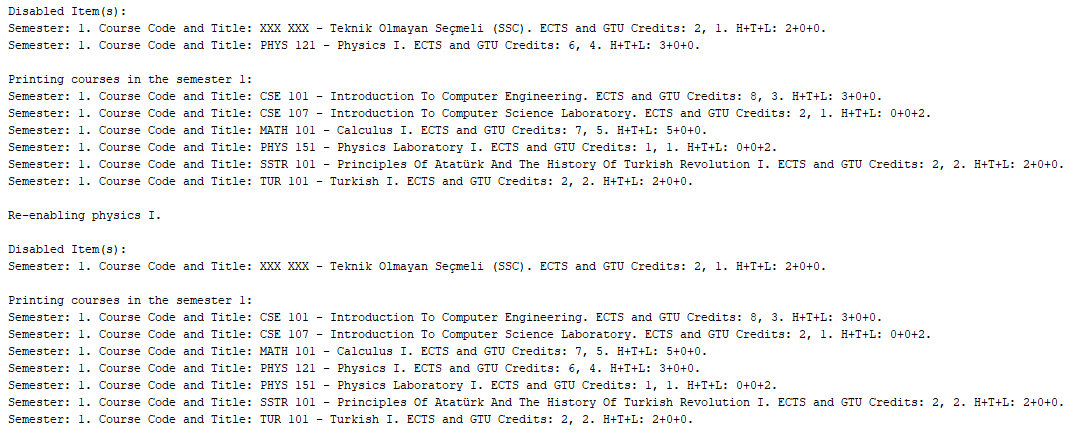 Disabled Item(s):
Semester: 1. Course Code and Title: XXX XXX - Teknik Olmayan Seçmeli (SSC). ECTS and GTU Credits: 2, 1. H+T+L: 2+0+0.
Semester: 1. Course Code and Title: PHYS 121 - Physics I. ECTS and GTU Credits: 6, 4. H+T+L: 3+0+0.
Printing courses in the semester 1:
Semester: 1. Course Code and Title: CSE 101 - Introduction To Computer Engineering. ECTS and GTU Credits: 8, 3. H+T+L: 3+0+0.
Semester: 1. Course Code and Title: CSE 107 - Introduction To Computer Science Laboratory. ECTS and GTU Credits: 2, 1. H+T+L: 0+0+2.
Semester: 1. Course Code and Title: MATH 101 - Calculus I. ECTS and GTU Credits: 7, 5. H+T+L: 5+0+0.
Semester: 1. Course Code and Title: PHYS 151 - Physics Laboratory I. ECTS and GTU Credits: 1, 1. H+T+L: 0+0+2.
Semester: 1. Course Code and Title: SSTR 101 - Principles Of Atatürk And The History Of Turkish Revolution I. ECTS and GTU Credits: 2, 2. H+T+L: 2+0+0.
Semester: 1. Course Code and Title: TUR 101 - Turkish I. ECTS and GTU Credits: 2, 2. H+T+L: 2+0+0.
Re-enabling physics I.
Disabled Item(s):
Semester: 1. Course Code and Title: XXX XXX - Teknik Olmayan Seçmeli (SSC). ECTS and GTU Credits: 2, 1. H+T+L: 2+0+0.
Printing courses in the semester 1:
Semester: 1. Course Code and Title: CSE 101 - Introduction To Computer Engineering. ECTS and GTU Credits: 8, 3. H+T+L: 3+0+0.
Semester: 1. Course Code and Title: CSE 107 - Introduction To Computer Science Laboratory. ECTS and GTU Credits: 2, 1. H+T+L: 0+0+2.
Semester: 1. Course Code and Title: MATH 101 - Calculus I. ECTS and GTU Credits: 7, 5. H+T+L: 5+0+0.
Semester: 1. Course Code and Title: PHYS 121 - Physics I. ECTS and GTU Credits: 6, 4. H+T+L: 3+0+0.
Semester: 1. Course Code and Title: PHYS 151 - Physics Laboratory I. ECTS and GTU Credits: 1, 1. H+T+L: 0+0+2.
Semester: 1. Course Code and Title: SSTR 101 - Principles Of Atatürk And The History Of Turkish Revolution I. ECTS and GTU Credits: 2, 2. H+T+L: 2+0+0.
Semester: 1. Course Code and Title: TUR 101 - Turkish I. ECTS and GTU Credits: 2, 2. H+T+L: 2+0+0.